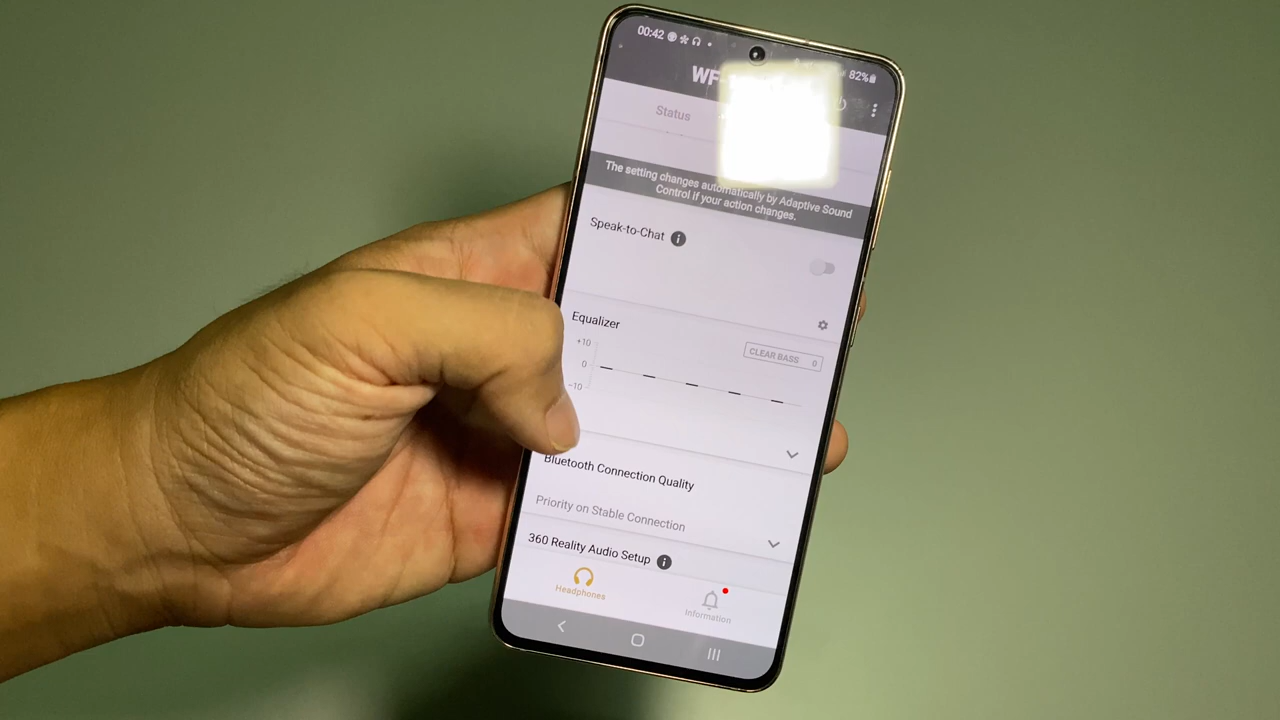 00:42
82%
WF-
Status
The setting changes automatically by Adaptive Sound
Control if your action changes.
Speak-to-Chat
Equalizer
+10
CLEAR BASS 0
0
-10
Bluetooth Connection Quality
Priority on Stable Connection
360 Reality Audio Setup
Headphones
Information